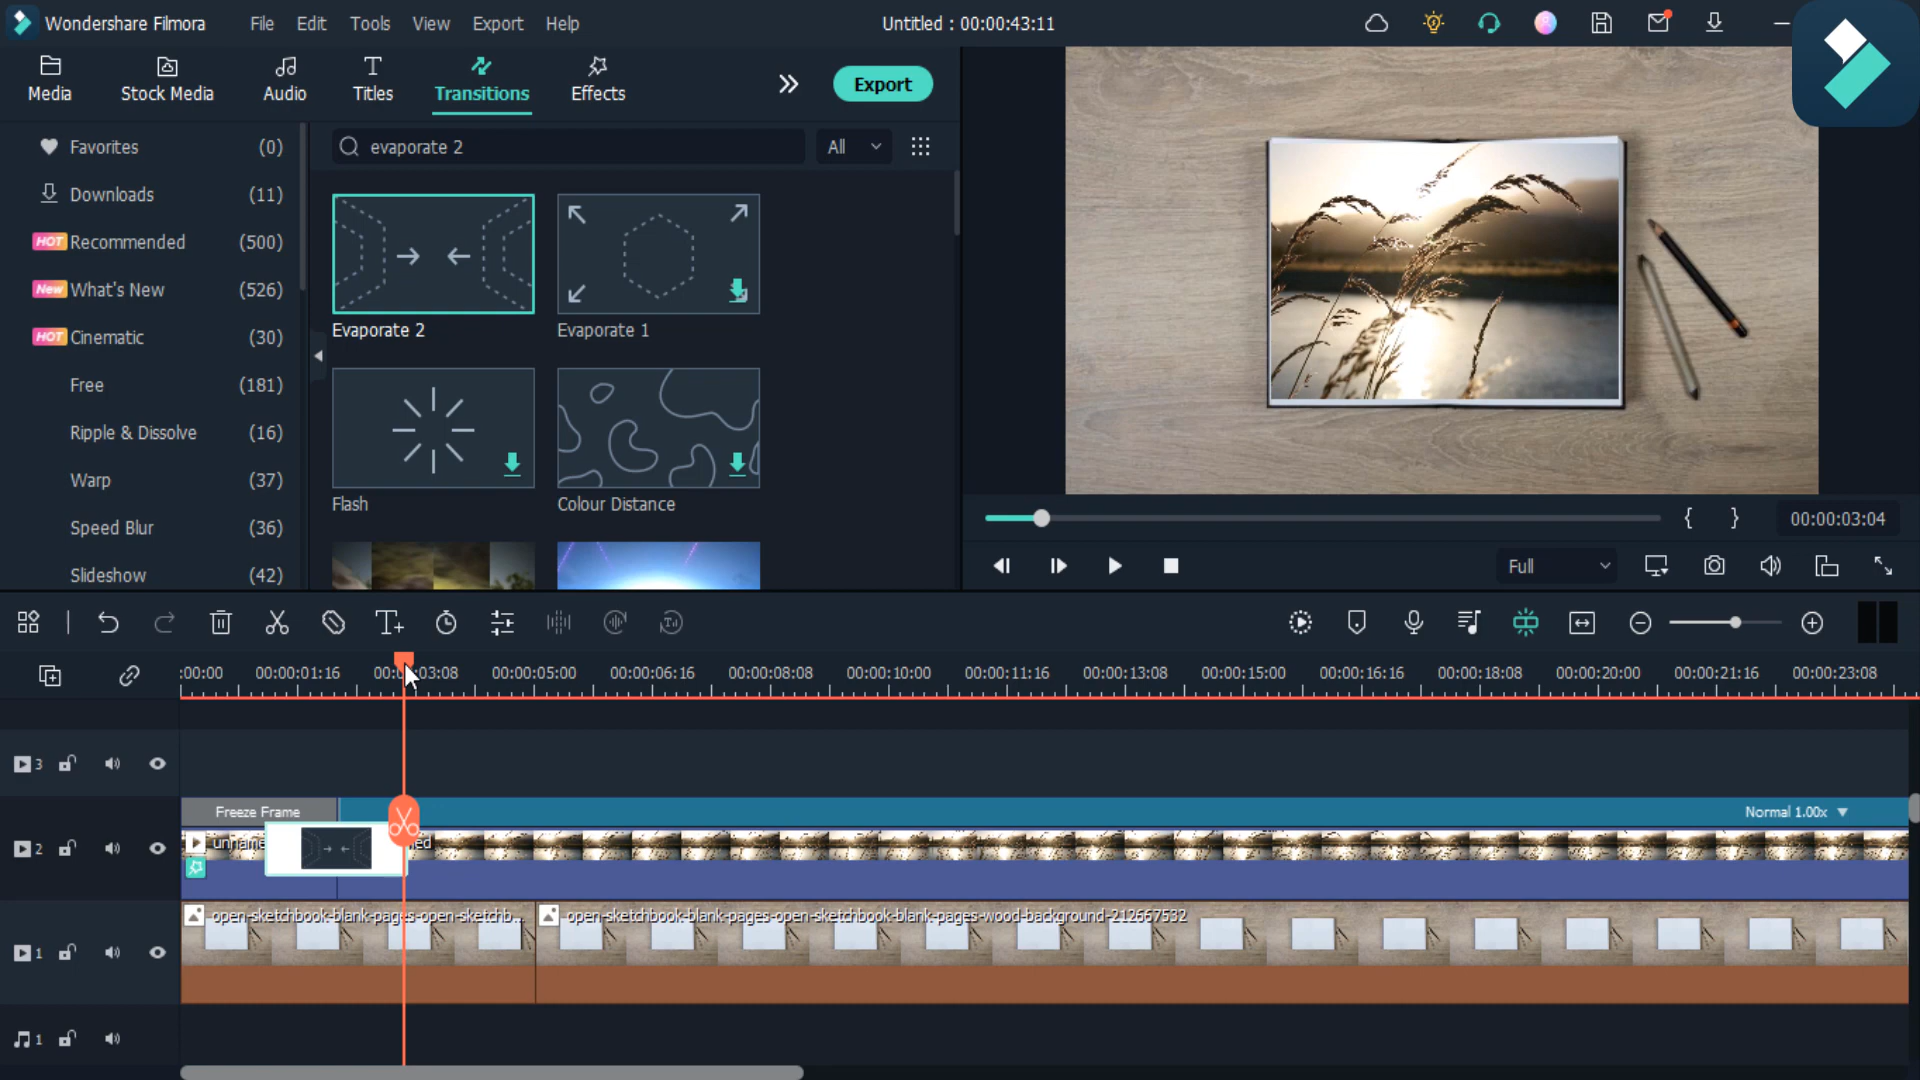 Wondershare Filmora
File Edit Tools View Export Help
Untitled : 00:00:43:11
Media
Stock Media
Audio
Titles
Transitions
Effects
Export
Favorites (0)
Downloads (11)
HOT Recommended (500)
New What's New (526)
HOT Cinematic (30)
Free (181)
Ripple & Dissolve (16)
Warp (37)
Speed Blur (36)
Slideshow (42)
evaporate 2
All
Evaporate 2
Evaporate 1
Flash
Colour Distance
00:00:03:04
Full
:00:00 00:00:01:16 00:00:03:08 00:00:05:00 00:00:06:16 00:00:08:08 00:00:10:00 00:00:11:16 00:00:13:08 00:00:15:00 00:00:16:16 00:00:18:08 00:00:20:00 00:00:21:16 00:00:23:08
3
Freeze Frame
Normal 1.00x
2
unname
ed
open-sketchbook-blank-pages-open-sketchb...
open-sketchbook-blank-pages-open-sketchbook-blank-pages-wood-background-212667532
1
1